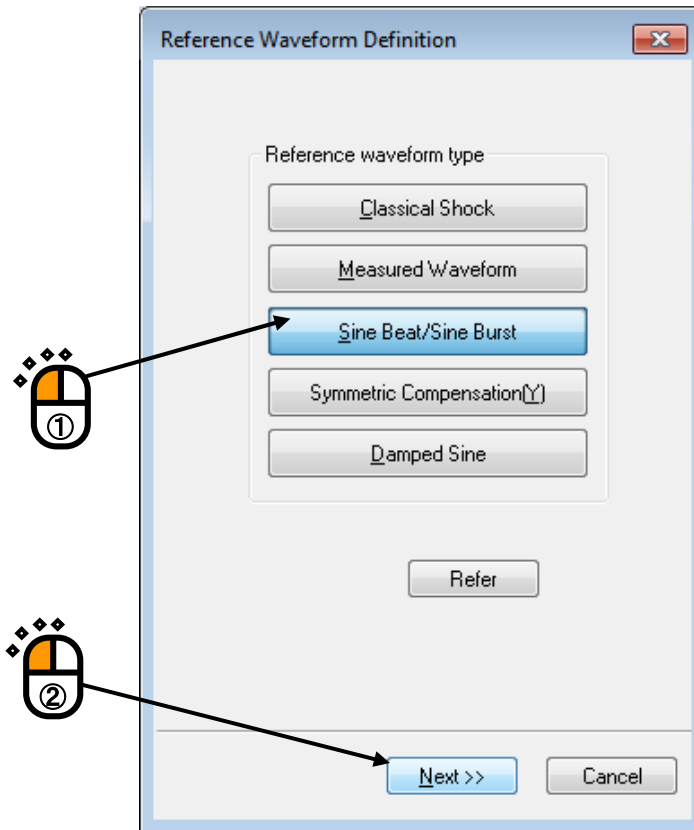 Reference Waveform Definition
Reference waveform type
Classical Shock
Measured Waveform
Sine Beat/Sine Burst
①
Symmetric Compensation(Y)
Damped Sine
Refer
②
Next >>
Cancel